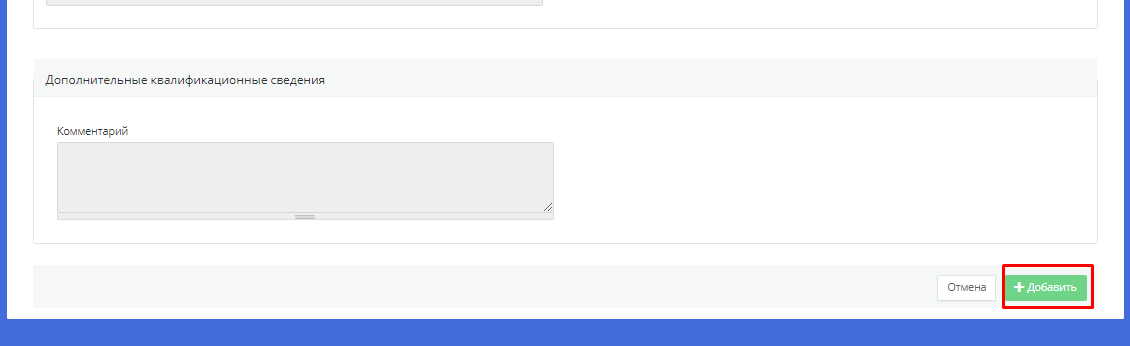 Дополнительные квалификационные сведения
Комментарий
Отмена
Добавить